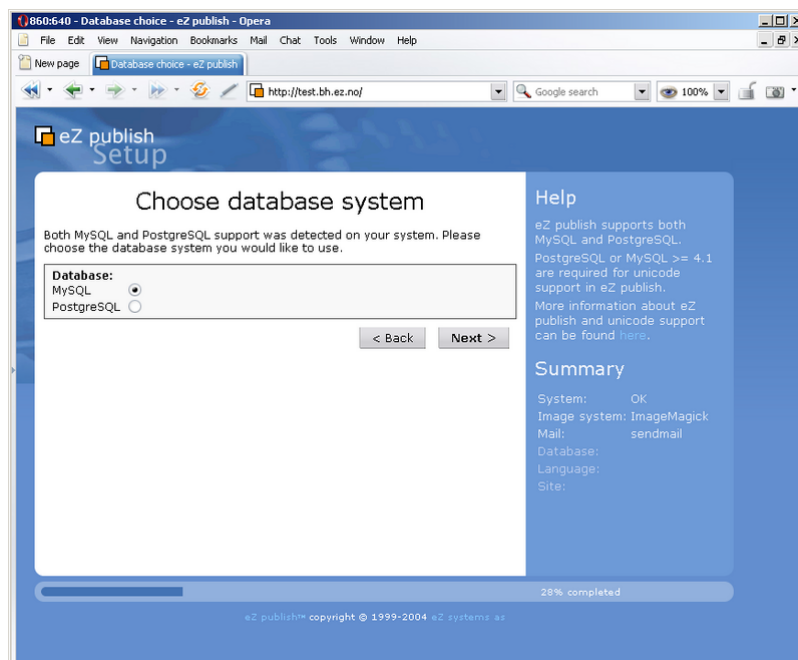 860:640 - Database choice - eZ publish - Opera
File Edit View Navigation Bookmarks Mail Chat Tools Window Help
New page Database choice - eZ publish
http://test.bh.ez.no/ Google search 100%
eZ publish
Setup
Choose database system
Both MySQL and PostgreSQL support was detected on your system. Please
choose the database system you would like to use.
Database:
MySQL
PostgreSQL
< Back Next >
Help
eZ publish supports both
MySQL and PostgreSQL.
PostgreSQL or MySQL >= 4.1
are required for unicode
support in eZ publish.
More information about eZ
publish and unicode support
can be found here.
Summary
System: OK
Image system: ImageMagick
Mail: sendmail
Database:
Language:
Site:
28% completed
eZ publish™ copyright © 1999-2004 eZ systems as